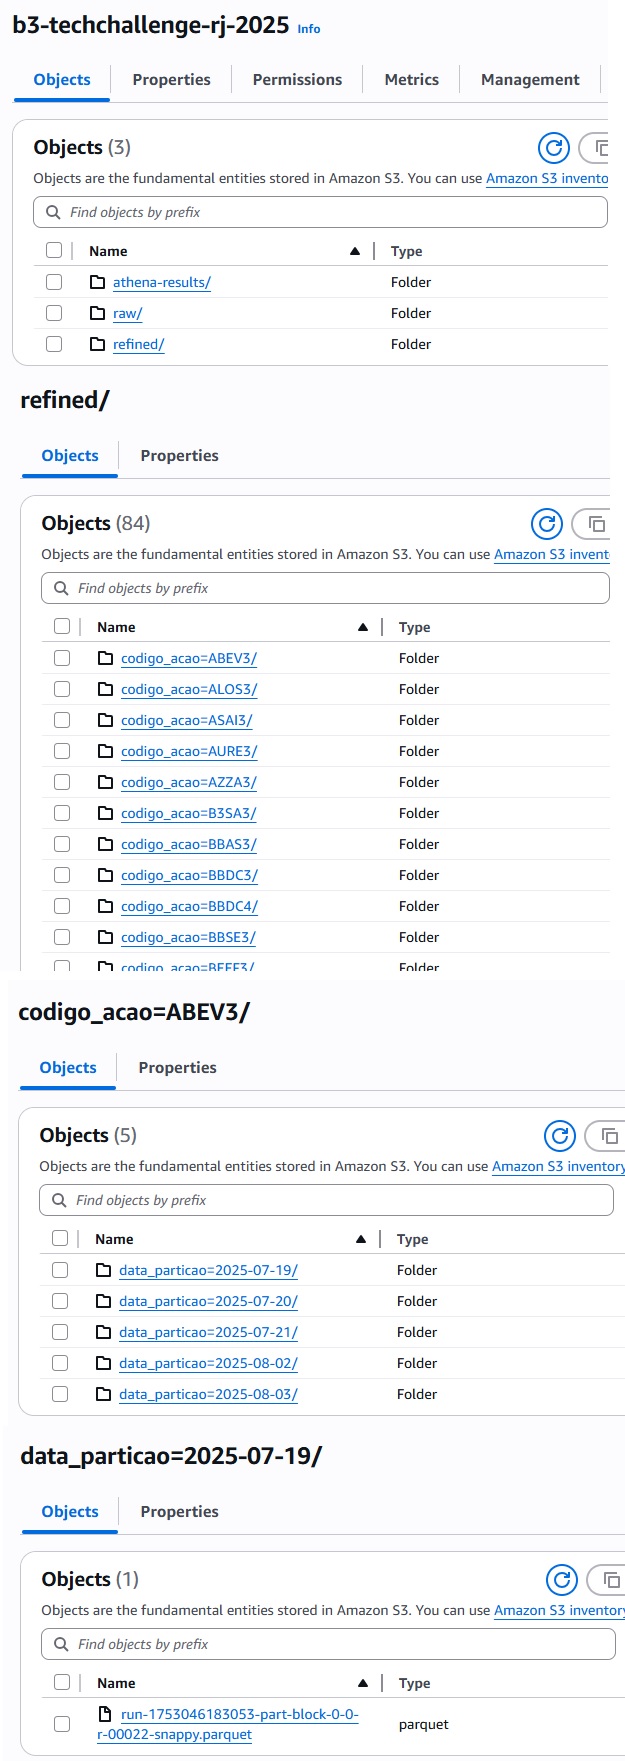 b3-techchallenge-rj-2025 Info
Objects Properties Permissions Metrics Management
Objects (3)
Objects are the fundamental entities stored in Amazon S3. You can use Amazon S3 invento
Find objects by prefix
Name Type
athena-results/ Folder
raw/ Folder
refined/ Folder
refined/
Objects Properties
Objects (84)
Objects are the fundamental entities stored in Amazon S3. You can use Amazon S3 invent
Find objects by prefix
Name Type
codigo_acao=ABEV3/ Folder
codigo_acao=ALOS3/ Folder
codigo_acao=ASAI3/ Folder
codigo_acao=AURE3/ Folder
codigo_acao=AZZA3/ Folder
codigo_acao=B3SA3/ Folder
codigo_acao=BBAS3/ Folder
codigo_acao=BBDC3/ Folder
codigo_acao=BBDC4/ Folder
codigo_acao=BBSE3/ Folder
Folder
codigo_acao=ABEV3/
Objects Properties
Objects (5)
Objects are the fundamental entities stored in Amazon S3. You can use Amazon S3 inventory
Find objects by prefix
Name Type
data_particao=2025-07-19/ Folder
data_particao=2025-07-20/ Folder
data_particao=2025-07-21/ Folder
data_particao=2025-08-02/ Folder
data_particao=2025-08-03/ Folder
data_particao=2025-07-19/
Objects Properties
Objects (1)
Objects are the fundamental entities stored in Amazon S3. You can use Amazon S3 inventory
Find objects by prefix
Name Type
run-1753046183053-part-block-0-0-
r-00022-snappy.parquet parquet